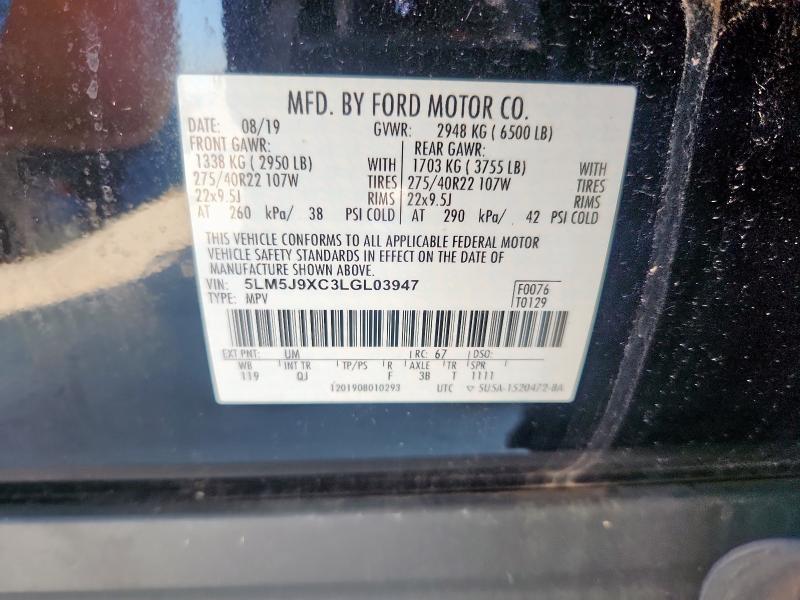 MFD. BY FORD MOTOR CO.
DATE: 08/19 GVWR: 2948 KG ( 6500 LB)
FRONT GAWR: REAR GAWR:
1338 KG ( 2950 LB) WITH 1703 KG ( 3755 LB) WITH
275/40R22 107W TIRES 275/40R22 107W TIRES
22x9.5J RIMS 22x9.5J RIMS
AT 260 kPa/ 38 PSI COLD AT 290 kPa/ 42 PSI COLD
THIS VEHICLE CONFORMS TO ALL APPLICABLE FEDERAL MOTOR
VEHICLE SAFETY STANDARDS IN EFFECT ON THE DATE OF
MANUFACTURE SHOWN ABOVE.
VIN: 5LM5J9XC3LGL03947 F0076
TYPE: MPV T0129
EXT PNT: UM RC: 67 DSO:
WB INT TR TP/PS R AXLE TR SPR
119 QJ F 3B T 1111
1201908010293 UTC ▽ SU5A-1520472-BA